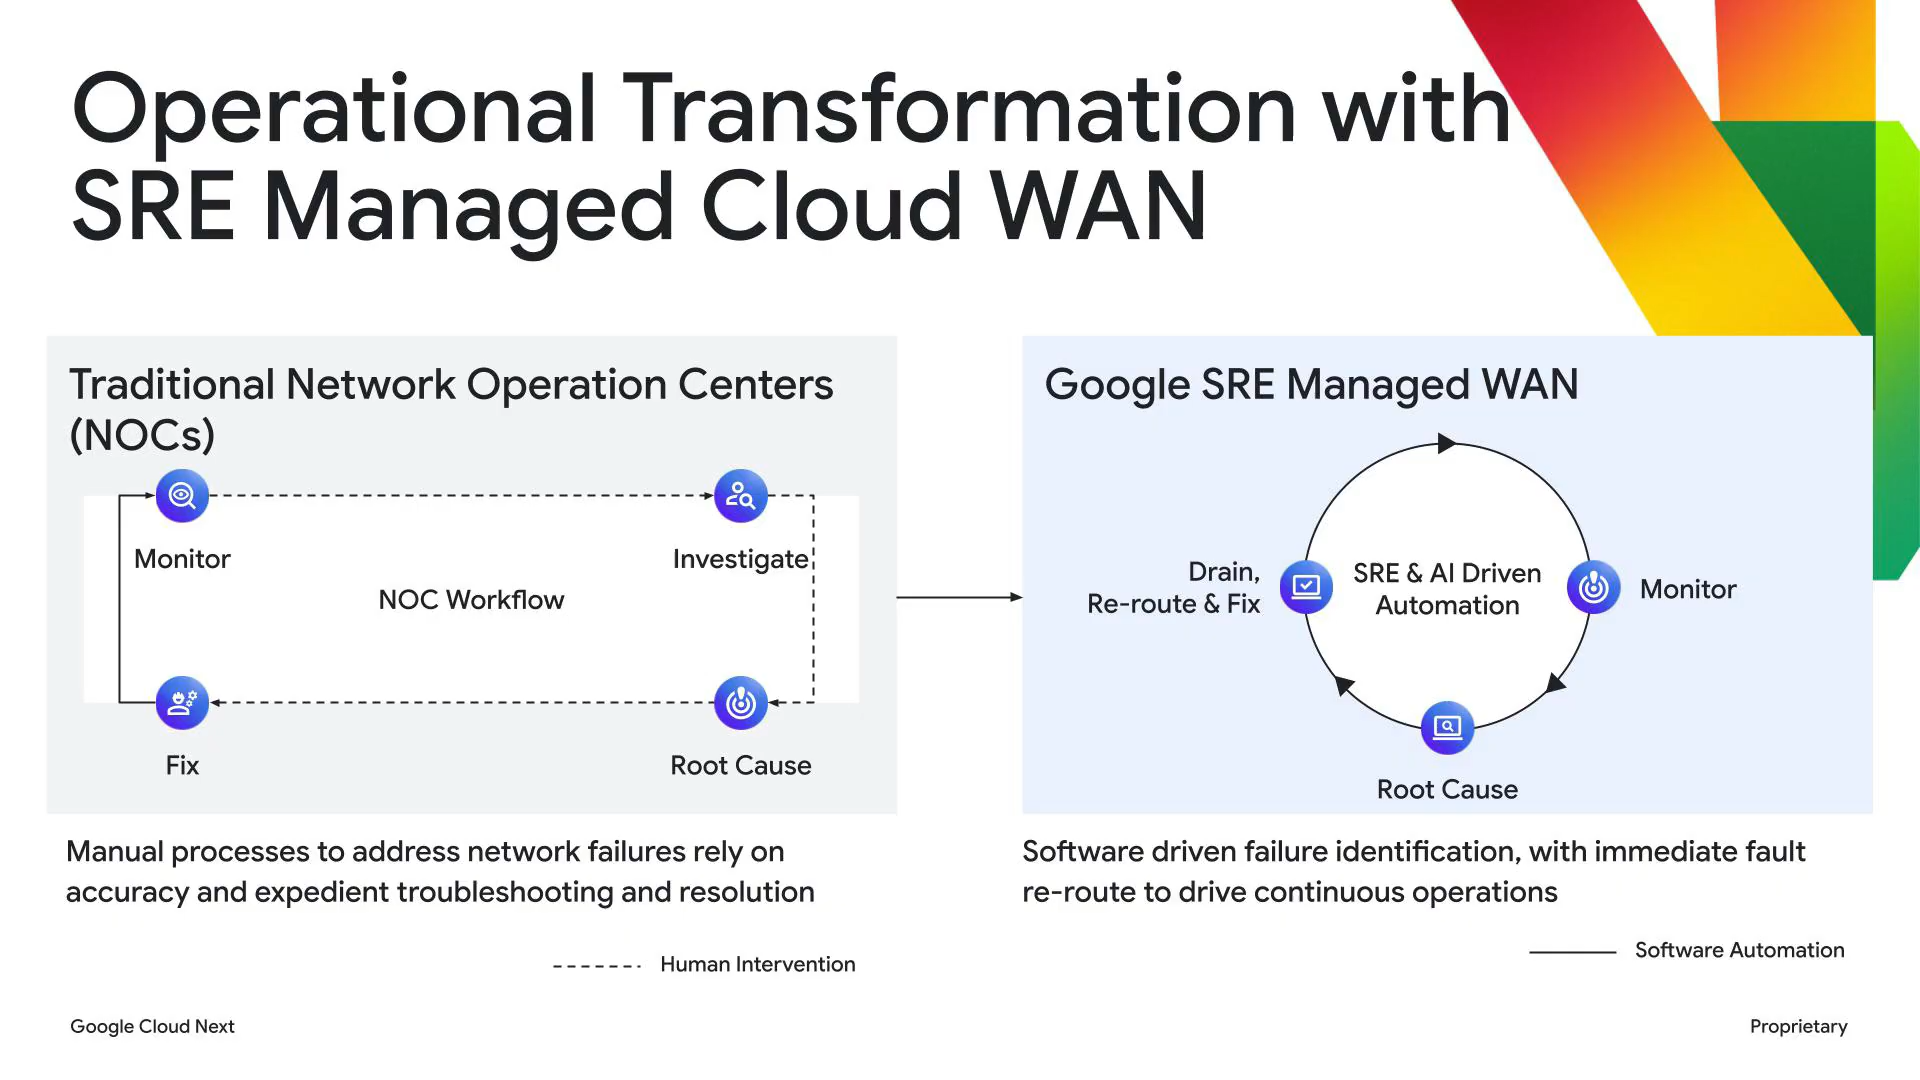 Operational Transformation with
SRE Managed Cloud WAN
Traditional Network Operation Centers
(NOCs)
Monitor
Investigate
NOC Workflow
Fix
Root Cause
Manual processes to address network failures rely on
accuracy and expedient troubleshooting and resolution
Human Intervention
Google SRE Managed WAN
Drain,
Re-route & Fix
SRE & AI Driven
Automation
Monitor
Root Cause
Software driven failure identification, with immediate fault
re-route to drive continuous operations
Software Automation
Google Cloud Next
Proprietary